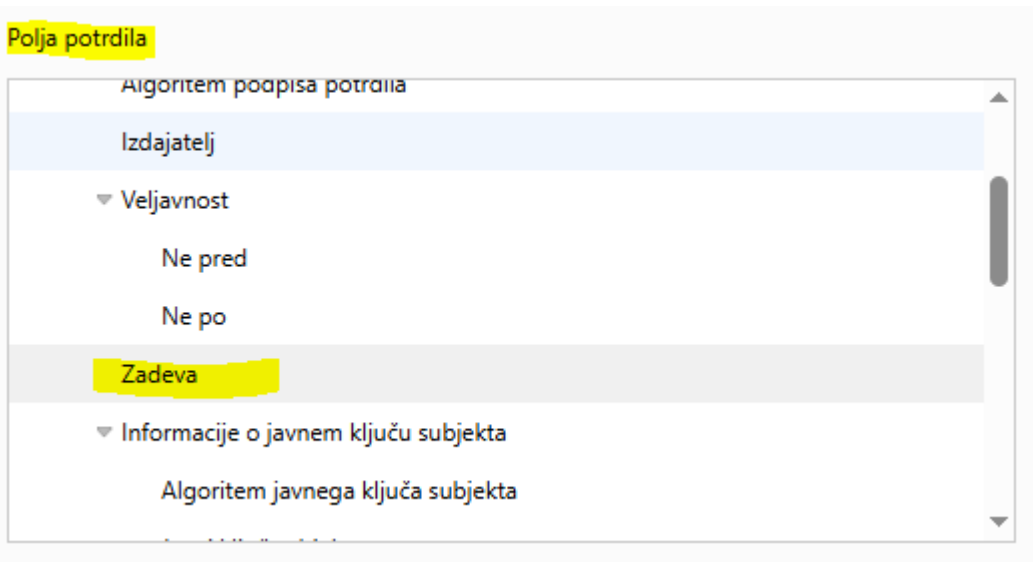 Polja potrdila
Algoritem podpisa potrdila
Izdajatelj
Veljavnost
Ne pred
Ne po
Zadeva
Informacije o javnem ključu subjekta
Algoritem javnega ključa subjekta